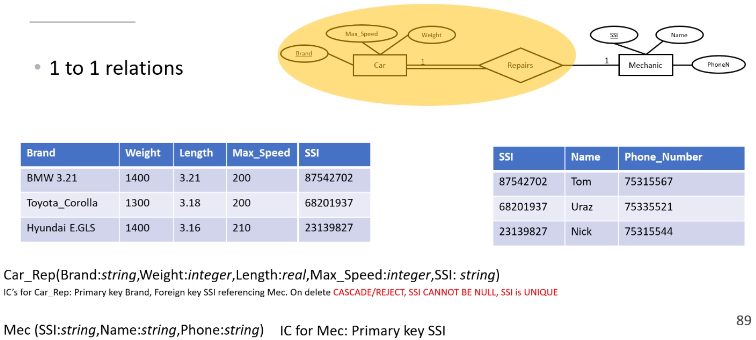 Max_Speed
Weight
Brand
Car
1
Repairs
1
SSI
Name
Mechanic
PhoneN
• 1 to 1 relations
Brand Weight Length Max_Speed SSI
BMW 3.21 1400 3.21 200 87542702
Toyota_Corolla 1300 3.18 200 68201937
Hyundai E.GLS 1400 3.16 210 23139827
SSI Name Phone_Number
87542702 Tom 75315567
68201937 Uraz 75335521
23139827 Nick 75315544
Car_Rep(Brand:string,Weight:integer,Length:real,Max_Speed:integer,SSI: string)
IC's for Car_Rep: Primary key Brand, Foreign key SSI referencing Mec. On delete CASCADE/REJECT, SSI CANNOT BE NULL, SSI is UNIQUE
Mec (SSI:string,Name:string,Phone:string) IC for Mec: Primary key SSI
89